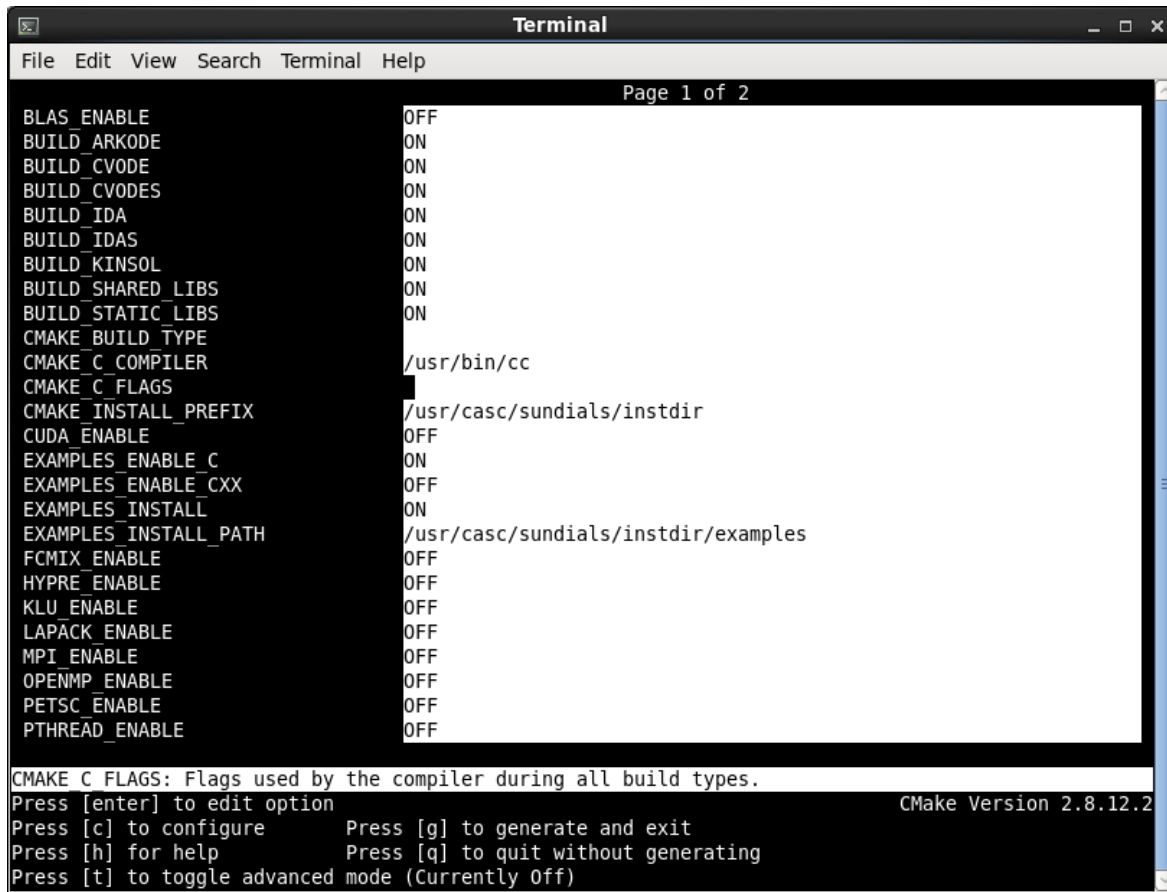 Terminal
File Edit View Search Terminal Help
Page 1 of 2
BLAS_ENABLE OFF
BUILD_ARKODE ON
BUILD_CVODE ON
BUILD_CVODES ON
BUILD_IDA ON
BUILD_IDAS ON
BUILD_KINSOL ON
BUILD_SHARED_LIBS ON
BUILD_STATIC_LIBS ON
CMAKE_BUILD_TYPE
CMAKE_C_COMPILER /usr/bin/cc
CMAKE_C_FLAGS
CMAKE_INSTALL_PREFIX /usr/casc/sundials/instdir
CUDA_ENABLE OFF
EXAMPLES_ENABLE_C ON
EXAMPLES_ENABLE_CXX OFF
EXAMPLES_INSTALL ON
EXAMPLES_INSTALL_PATH /usr/casc/sundials/instdir/examples
FCMIX_ENABLE OFF
HYPRE_ENABLE OFF
KLU_ENABLE OFF
LAPACK_ENABLE OFF
MPI_ENABLE OFF
OPENMP_ENABLE OFF
PETSC_ENABLE OFF
PTHREAD_ENABLE OFF
CMAKE_C_FLAGS: Flags used by the compiler during all build types.
Press [enter] to edit option CMake Version 2.8.12.2
Press [c] to configure Press [g] to generate and exit
Press [h] for help Press [q] to quit without generating
Press [t] to toggle advanced mode (Currently Off)